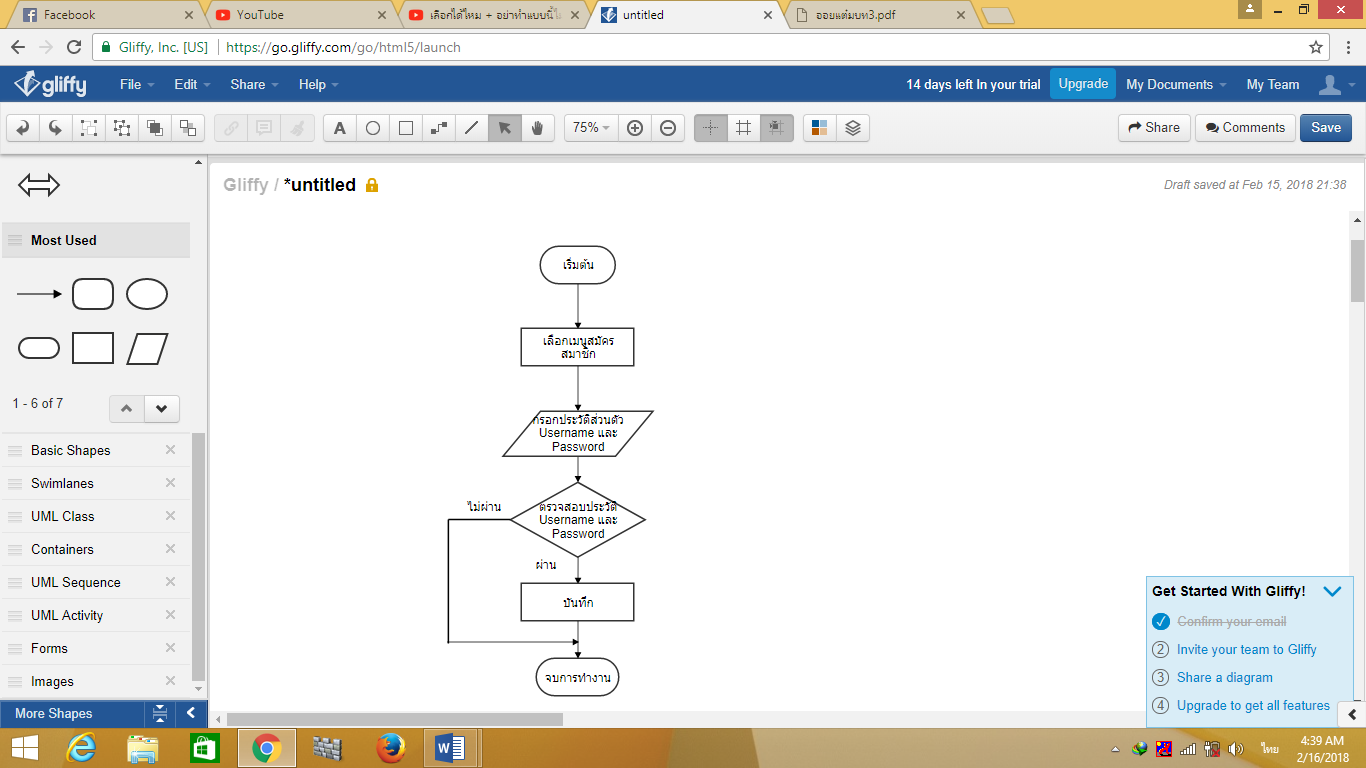 Facebook
YouTube
เลือกได้ไหม + อย่าทำแบบนี้ไ
untitled
ออยแต่มบท3.pdf
Gliffy, Inc. [US]
https://go.gliffy.com/go/html5/launch
gliffy
File
Edit
Share
Help
14 days left In your trial
Upgrade
My Documents
My Team
A
75%
Share
Comments
Save
Gliffy / *untitled
Draft saved at Feb 15, 2018 21:38
Most Used
1 - 6 of 7
Basic Shapes
Swimlanes
UML Class
Containers
UML Sequence
UML Activity
Forms
Images
More Shapes
เริ่มต้น
เลือกเมนูสมัคร
สมาชิก
กรอกประวัติส่วนตัว
Username และ
Password
ไม่ผ่าน
ตรวจสอบประวัติ
Username และ
Password
ผ่าน
บันทึก
จบการทำงาน
Get Started With Gliffy!
Confirm your email
2 Invite your team to Gliffy
3 Share a diagram
4 Upgrade to get all features
ไทย
4:39 AM
2/16/2018